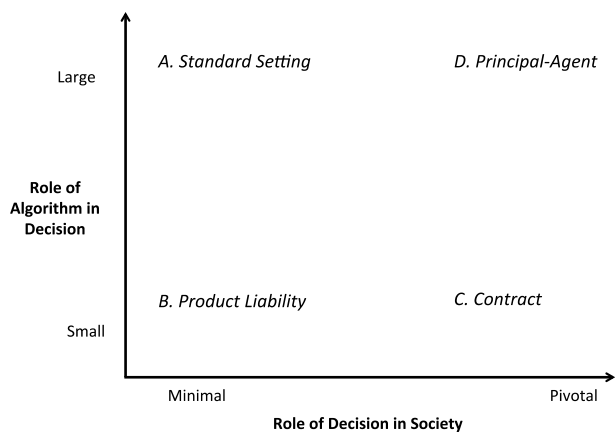 A. Standard Setting
D. Principal-Agent
Large
Role of
Algorithm in
Decision
B. Product Liability
C. Contract
Small
Minimal
Pivotal
Role of Decision in Society